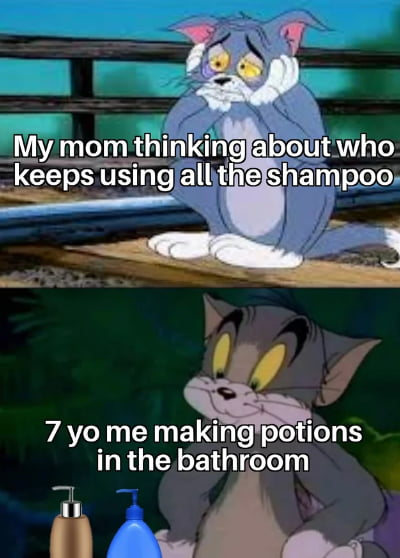 My mom thinking about who
keeps using all the shampoo
7 yo me making potions
in the bathroom